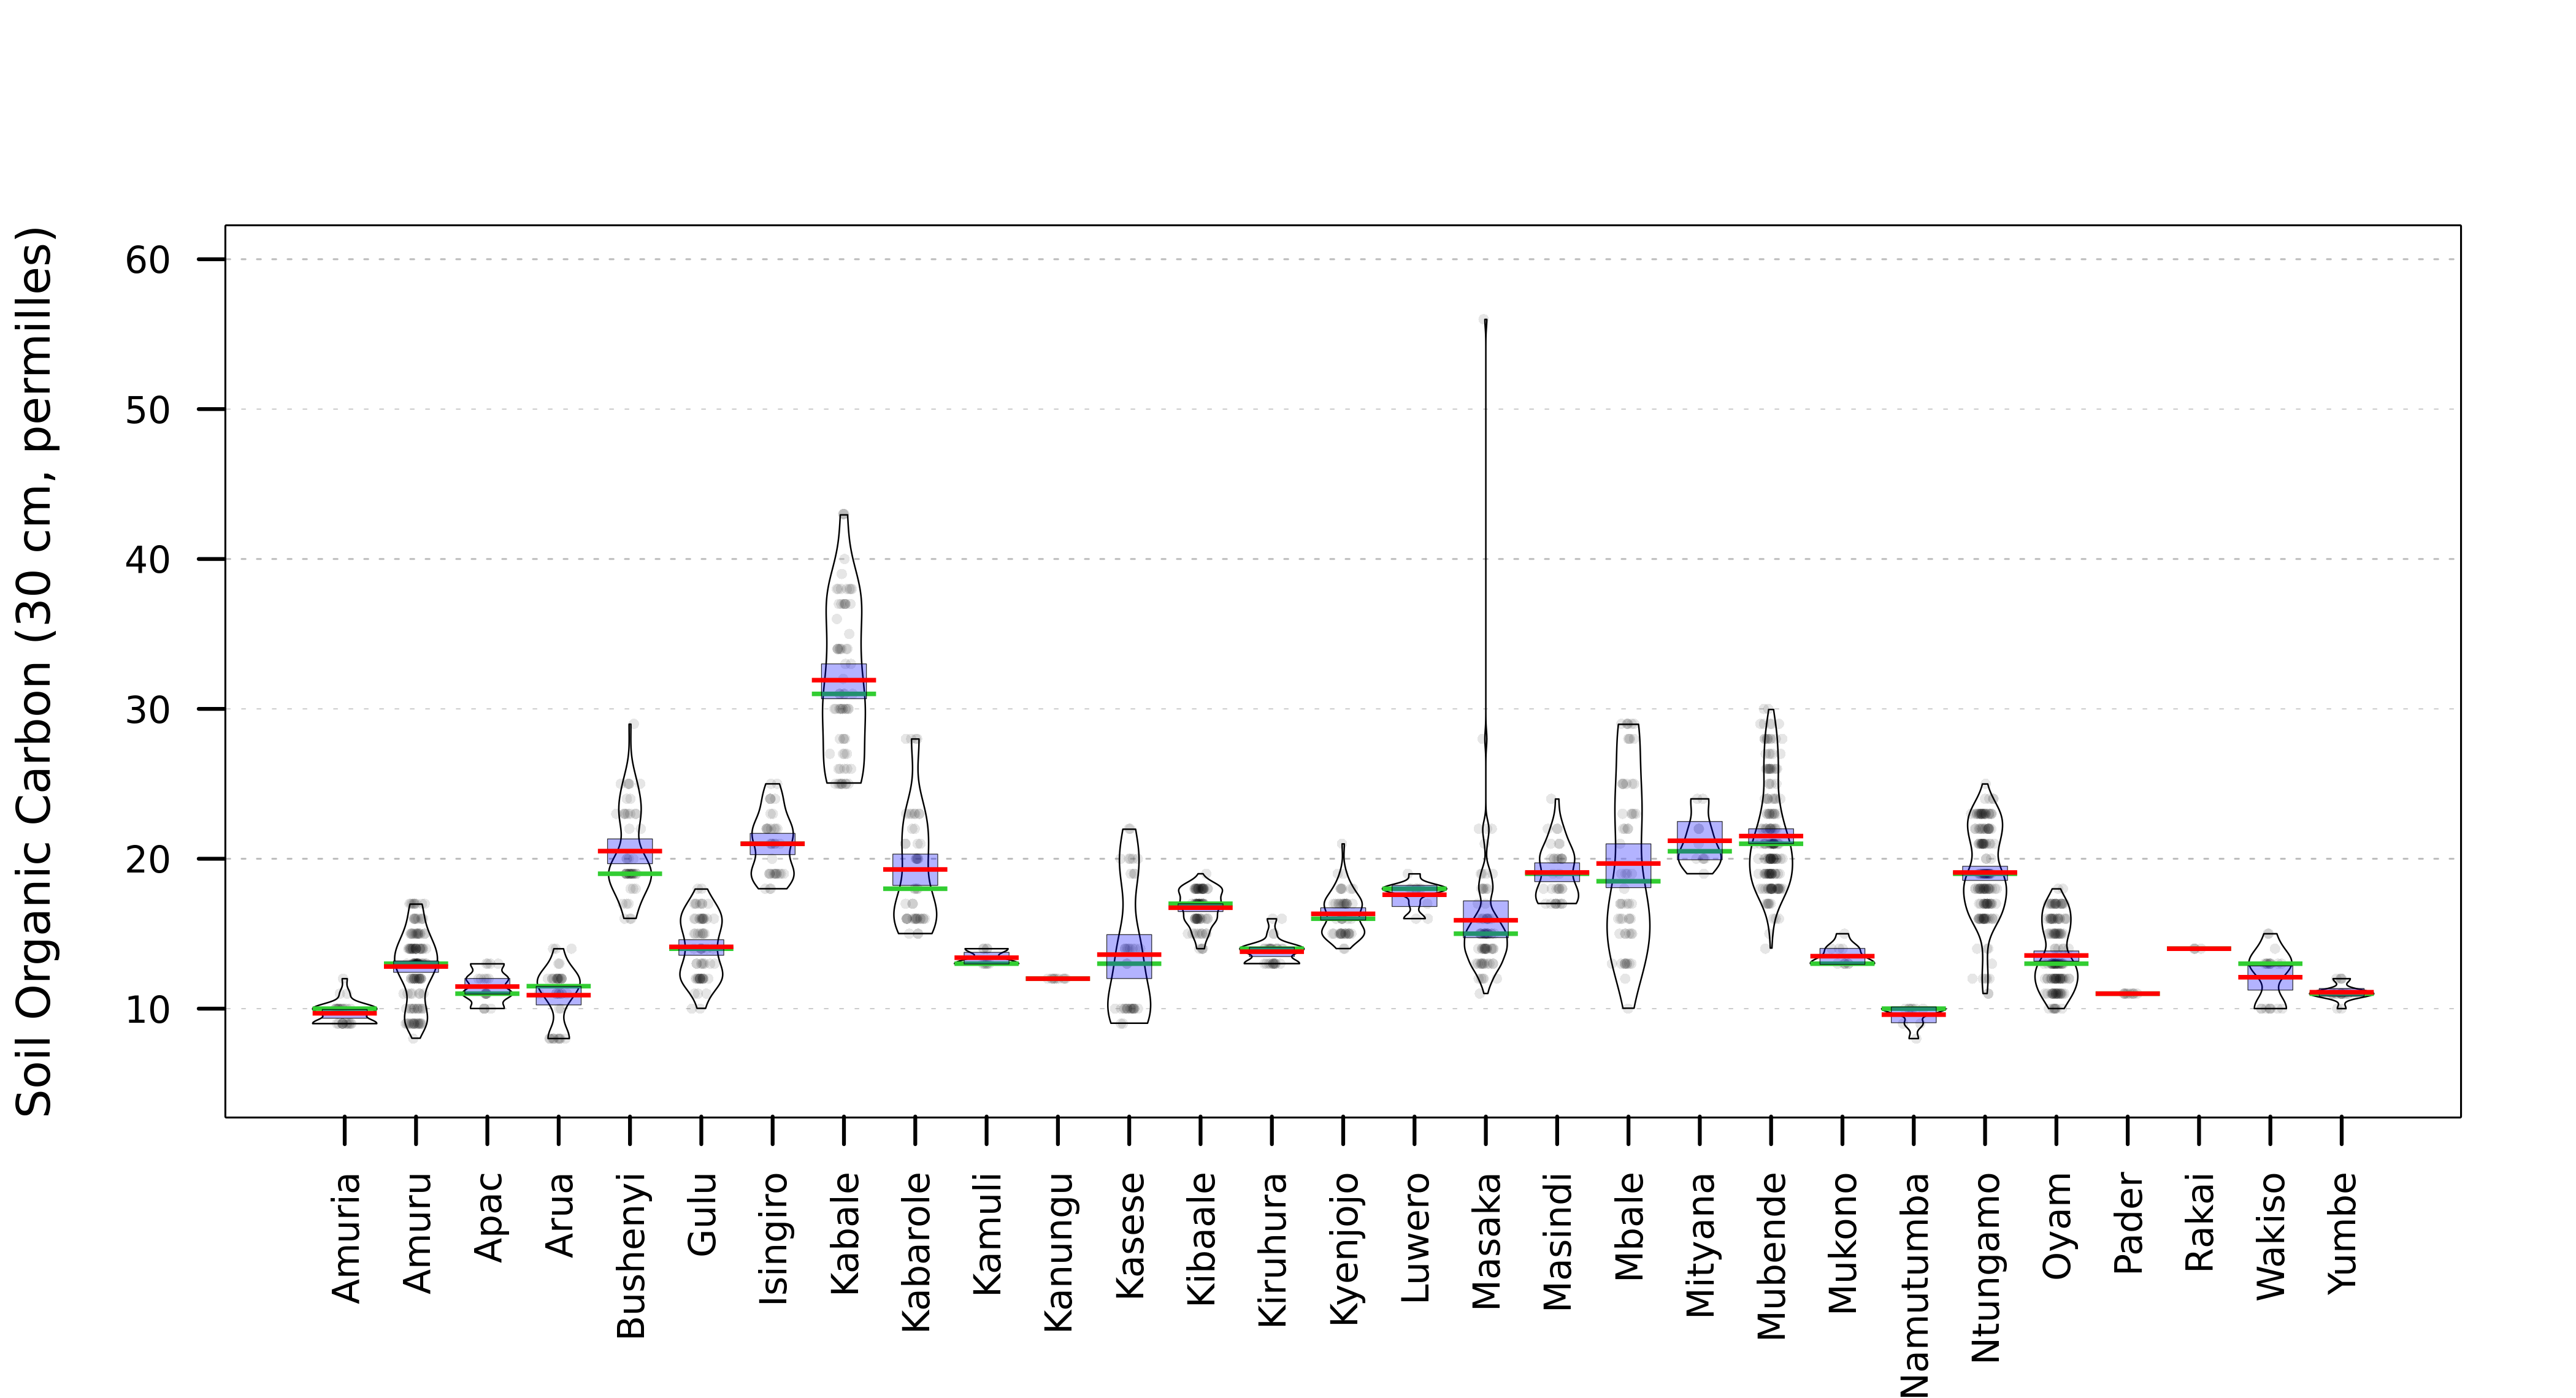 Soil Organic Carbon (30 cm, permilles)
60
50
40
30
20
10
Amuria
Amuru
Apac
Arua
Bushenyi
Gulu
Isingiro
Kabale
Kabarole
Kamuli
Kanungu
Kasese
Kibaale
Kiruhura
Kyenjojo
Luwero
Masaka
Masindi
Mbale
Mityana
Mubende
Mukono
Namutumba
Ntungamo
Oyam
Pader
Rakai
Wakiso
Yumbe